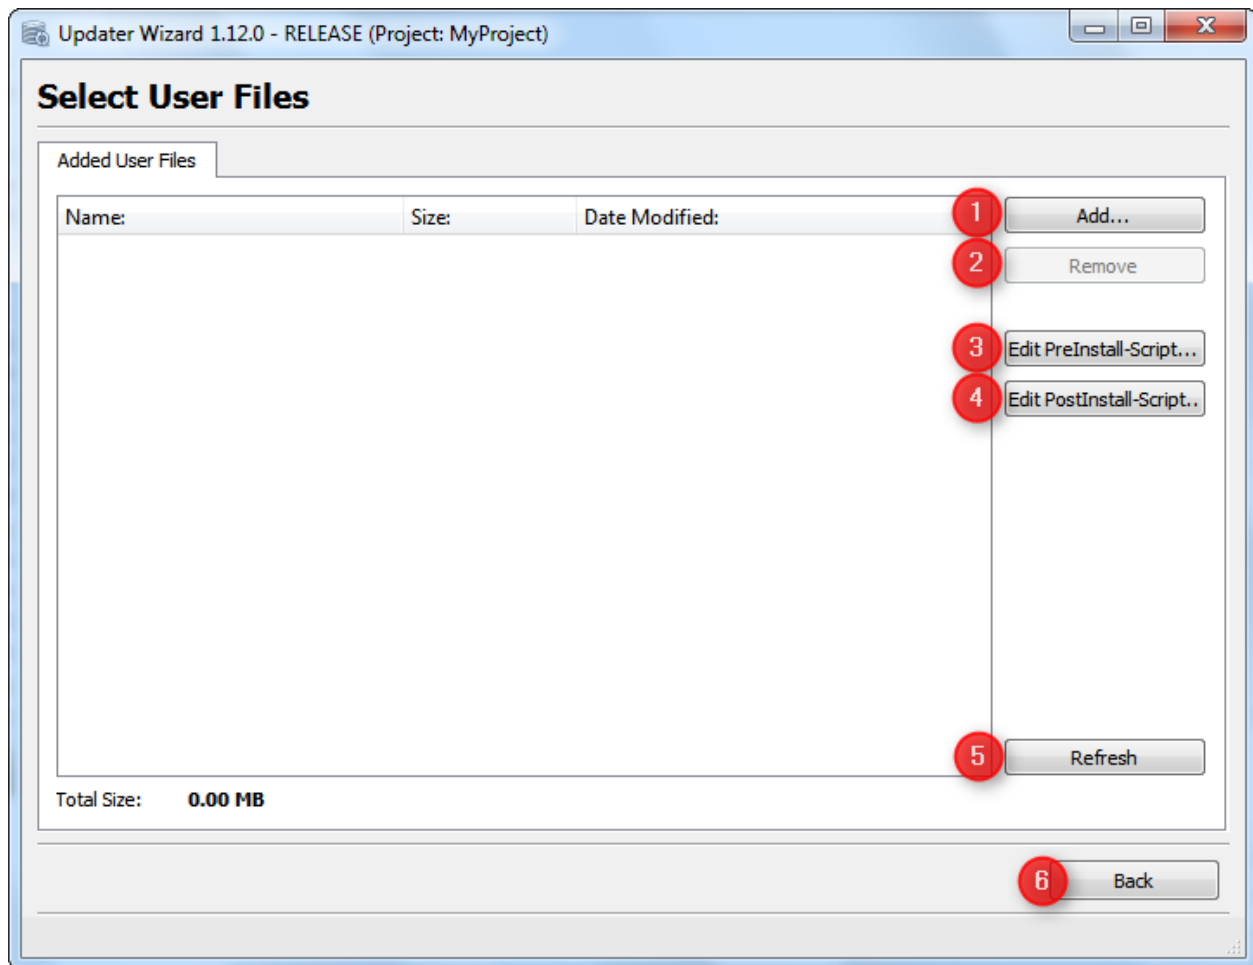 Updater Wizard 1.12.0 - RELEASE (Project: MyProject)
Select User Files
Added User Files
Name: Size: Date Modified:
1 Add...
2 Remove
3 Edit PreInstall-Script...
4 Edit PostInstall-Script..
5 Refresh
Total Size: 0.00 MB
6 Back